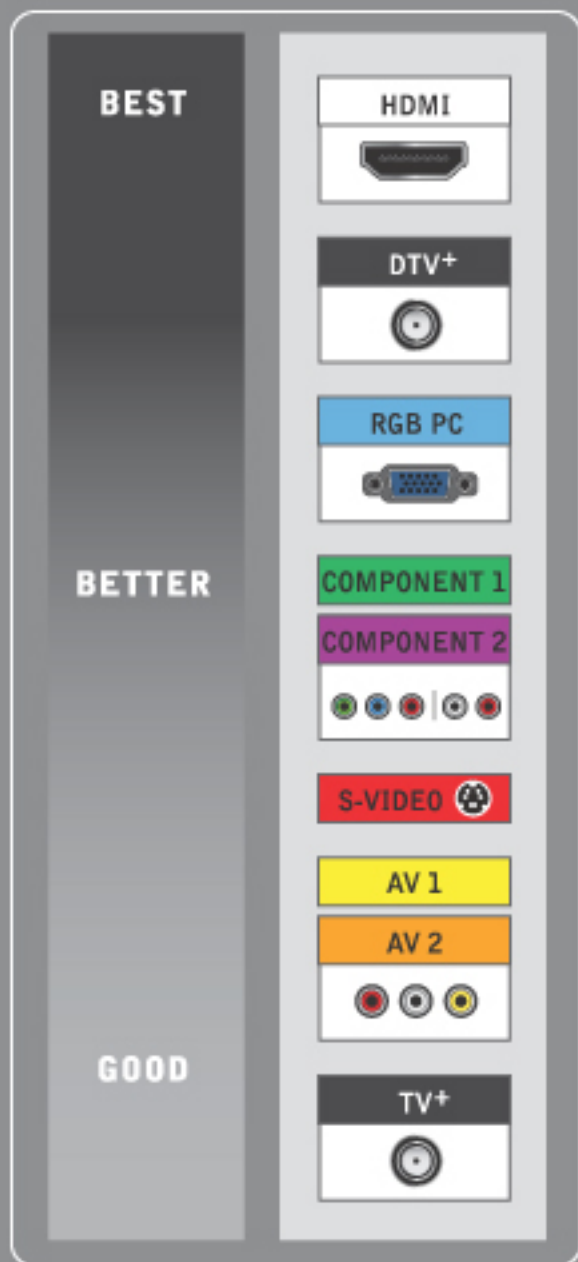 BEST
HDMI
DTV+
RGB PC
BETTER
COMPONENT 1
COMPONENT 2
S-VIDEO
AV 1
AV 2
GOOD
TV+